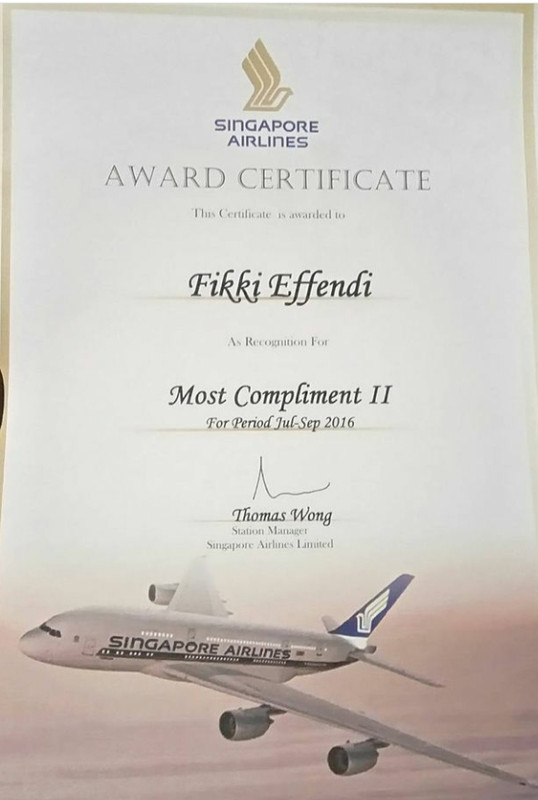 SINGAPORE
AIRLINES
AWARD CERTIFICATE
This Certificate is awarded to
Fikki Effendi
As Recognition For
Most Compliment II
For Period Jul-Sep 2016
Thomas Wong
Station Manager
Singapore Airlines Limited
SINGAPORE AIRLINES